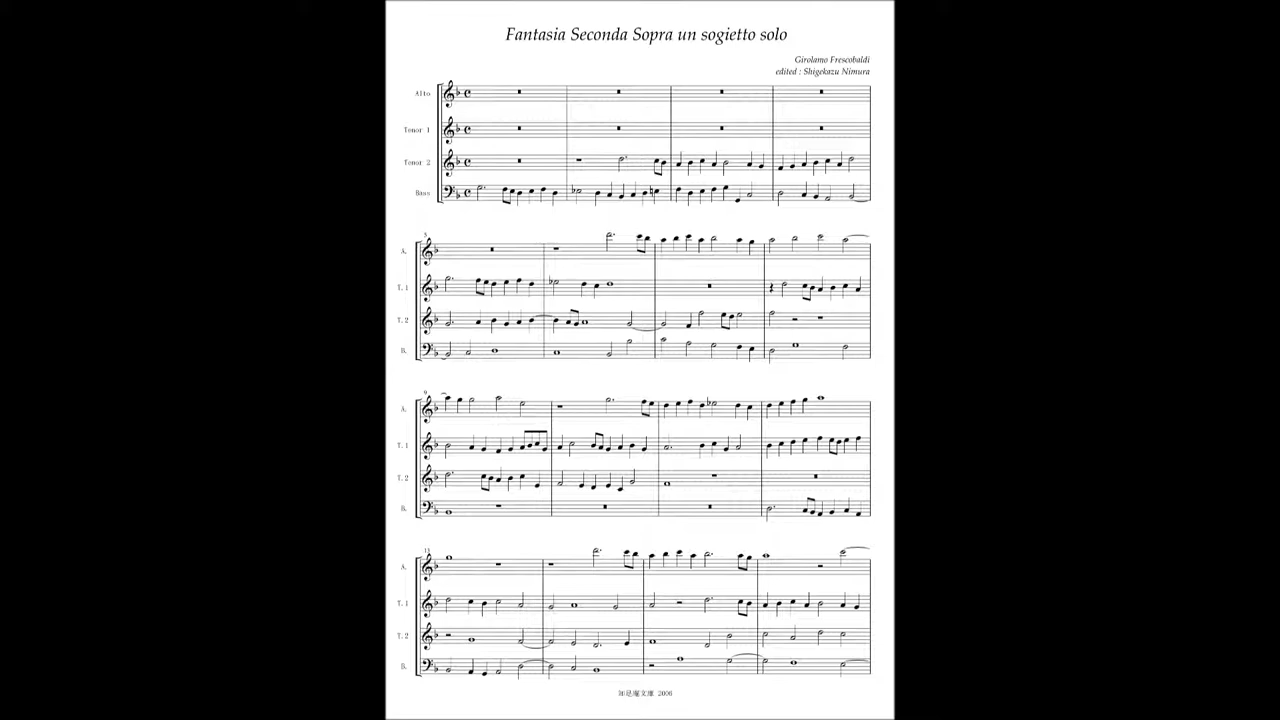 Fantasia Seconda Sopra un sogietto solo
Girolamo Frescobaldi
edited : Shigekazu Nimura
Alto
Tenor 1
Tenor 2
Bass
5
A.
T. 1
T. 2
B.
9
A.
T. 1
T. 2
B.
13
A.
T. 1
T. 2
B.
2006